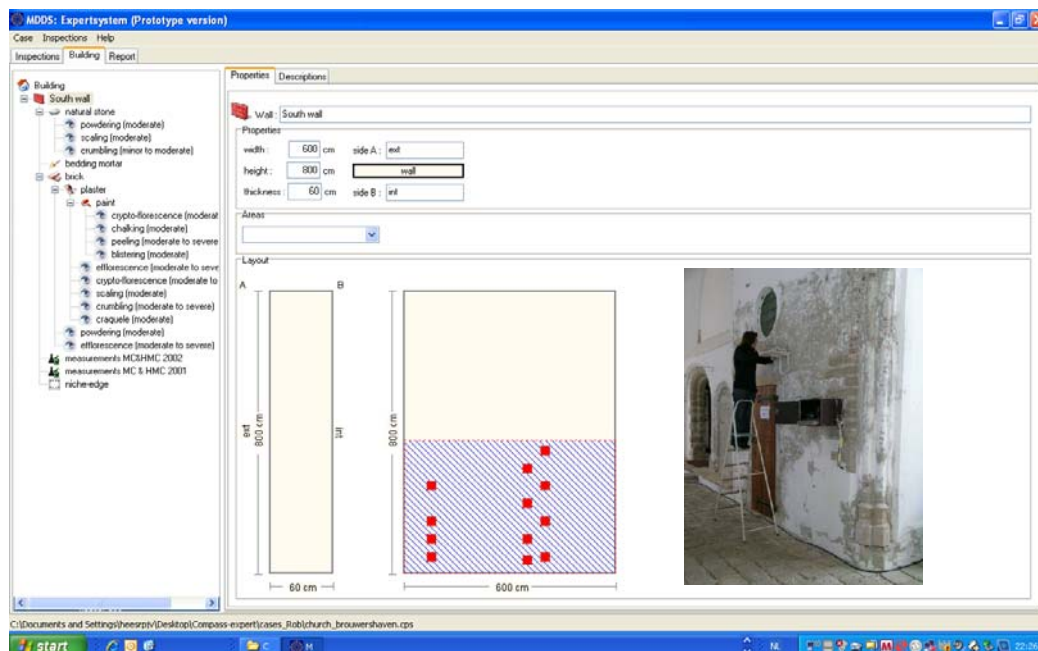 MDDS: Expertsystem (Prototype version)
Case Inspections Help
Inspections Building Report
Building
South wall
natural stone
powdering (moderate)
scaling (moderate)
crumbling (minor to moderate)
bedding mortar
brick
plaster
paint
crypto-florescence (moderat
chalking (moderate)
peeling (moderate to severe
blistering (moderate)
efflorescence (moderate to seve
crypto-florescence (moderate to
scaling (moderate)
crumbling (moderate to severe)
craquele (moderate)
powdering (moderate)
efflorescence (moderate to severe)
measurements MC&HMC 2002
measurements MC & HMC 2001
niche-edge
Properties Descriptions
Wall: South wall
Properties
width: 600 cm side A: ext
height: 800 cm wall
thickness: 60 cm side B: int
Areas
Layout
A B
ext 800 cm int 800 cm
60 cm 600 cm
C:\Documents and Settings\heesrpjv\Desktop\Compass-expert\cases_Rob\church_brouwershaven.cps
start C M NL 22:26